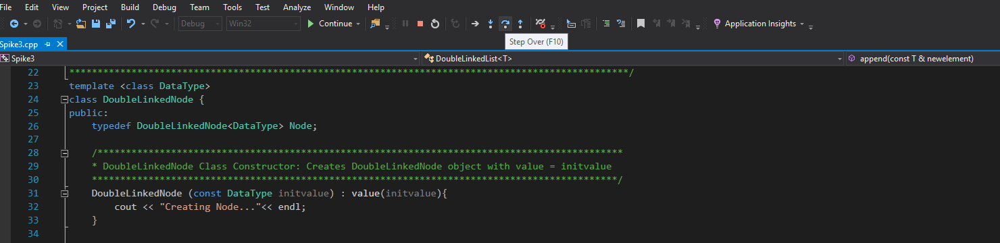 File Edit View Project Build Debug Team Tools Test Analyze Window Help
Debug Win32 Continue Application Insights
Step Over (F10)
Spike3.cpp
Spike3 DoubleLinkedList<T> append(const T & newelement)
22 ***************************************************************************************************/
23 template <class DataType>
24 class DoubleLinkedNode {
25 public:
26 typedef DoubleLinkedNode<DataType> Node;
27
28 /*********************************************************************************************
29 * DoubleLinkedNode Class Constructor: Creates DoubleLinkedNode object with value = initvalue
30 *********************************************************************************************/
31 DoubleLinkedNode (const DataType initvalue) : value(initvalue){
32 cout << "Creating Node..."<< endl;
33 }
34